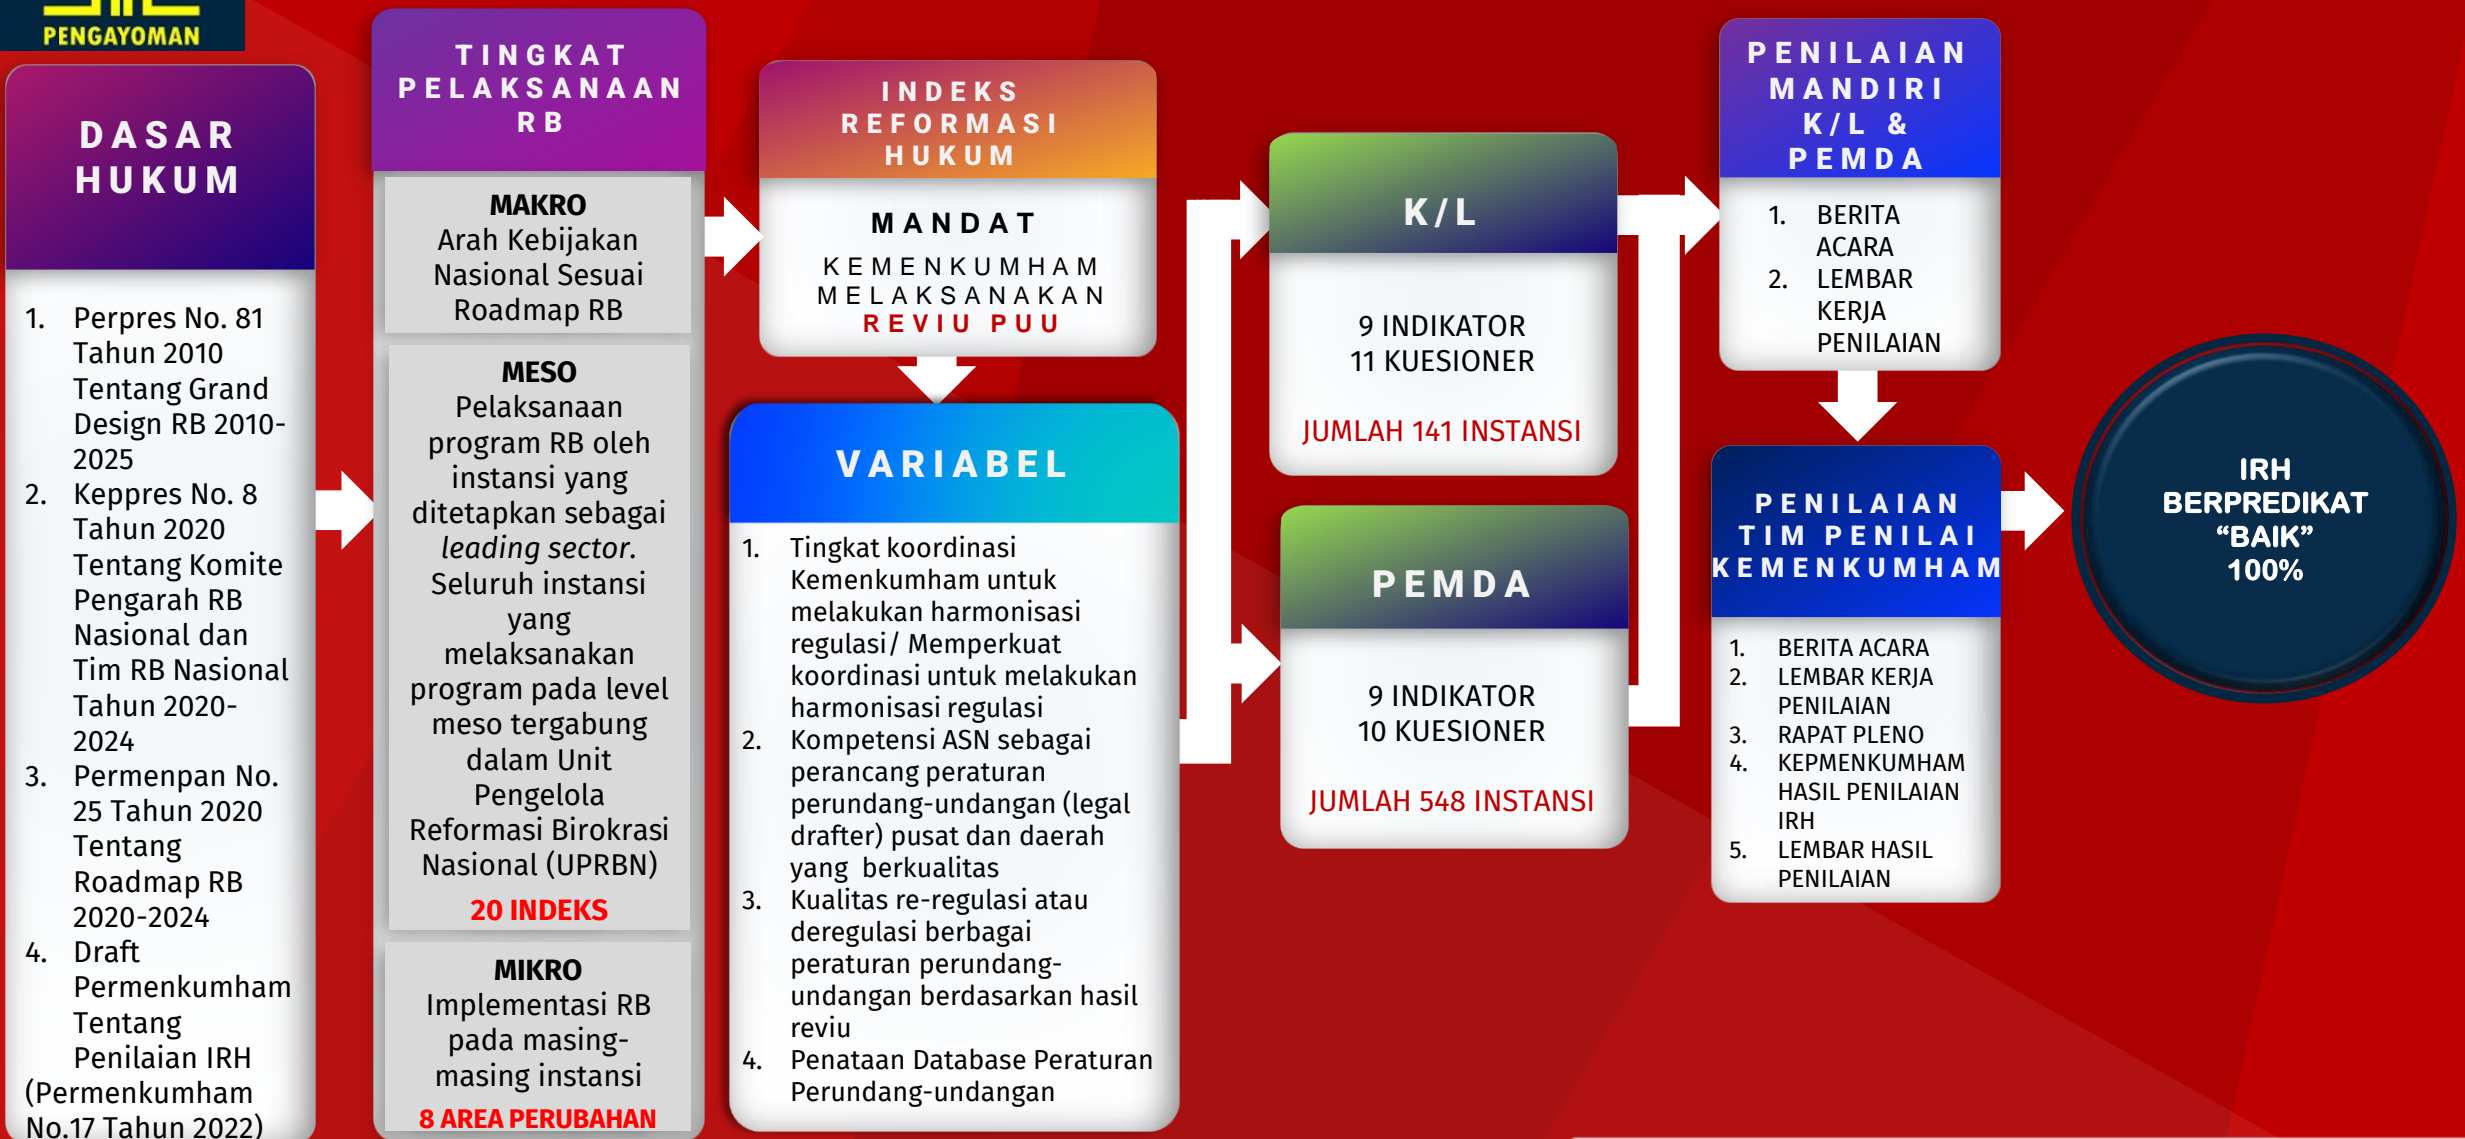 PENGAYOMAN
DASAR
HUKUM
1. Perpres No. 81
Tahun 2010
Tentang Grand
Design RB 2010-
2025
2. Keppres No. 8
Tahun 2020
Tentang Komite
Pengarah RB
Nasional dan
Tim RB Nasional
Tahun 2020-
2024
3. Permenpan No.
25 Tahun 2020
Tentang
Roadmap RB
2020-2024
4. Draft
Permenkumham
Tentang
Penilaian IRH
(Permenkumham
No.17 Tahun 2022)
TINGKAT
PELAKSANAAN
RB
MAKRO
Arah Kebijakan
Nasional Sesuai
Roadmap RB
MESO
Pelaksanaan
program RB oleh
instansi yang
ditetapkan sebagai
leading sector.
Seluruh instansi
yang
melaksanakan
program pada level
meso tergabung
dalam Unit
Pengelola
Reformasi Birokrasi
Nasional (UPRBN)
20 INDEKS
MIKRO
Implementasi RB
pada masing-
masing instansi
8 AREA PERUBAHAN
INDEKS
REFORMASI
HUKUM
MANDAT
KEMENKUMHAM
MELAKSANAKAN
REVIU PUU
VARIABEL
1. Tingkat koordinasi
Kemenkumham untuk
melakukan harmonisasi
regulasi/ Memperkuat
koordinasi untuk melakukan
harmonisasi regulasi
2. Kompetensi ASN sebagai
perancang peraturan
perundang-undangan (legal
drafter) pusat dan daerah
yang berkualitas
3. Kualitas re-regulasi atau
deregulasi berbagai
peraturan perundang-
undangan berdasarkan hasil
reviu
4. Penataan Database Peraturan
Perundang-undangan
K/L
9 INDIKATOR
11 KUESIONER
JUMLAH 141 INSTANSI
PEMDA
9 INDIKATOR
10 KUESIONER
JUMLAH 548 INSTANSI
PENILAIAN
MANDIRI
K/L &
PEMDA
1. BERITA
ACARA
2. LEMBAR
KERJA
PENILAIAN
PENILAIAN
TIM PENILAI
KEMENKUMHAM
1. BERITA ACARA
2. LEMBAR KERJA
PENILAIAN
3. RAPAT PLENO
4. KEPMENKUMHAM
HASIL PENILAIAN
IRH
5. LEMBAR HASIL
PENILAIAN
IRH
BERPREDIKAT
“BAIK”
100%